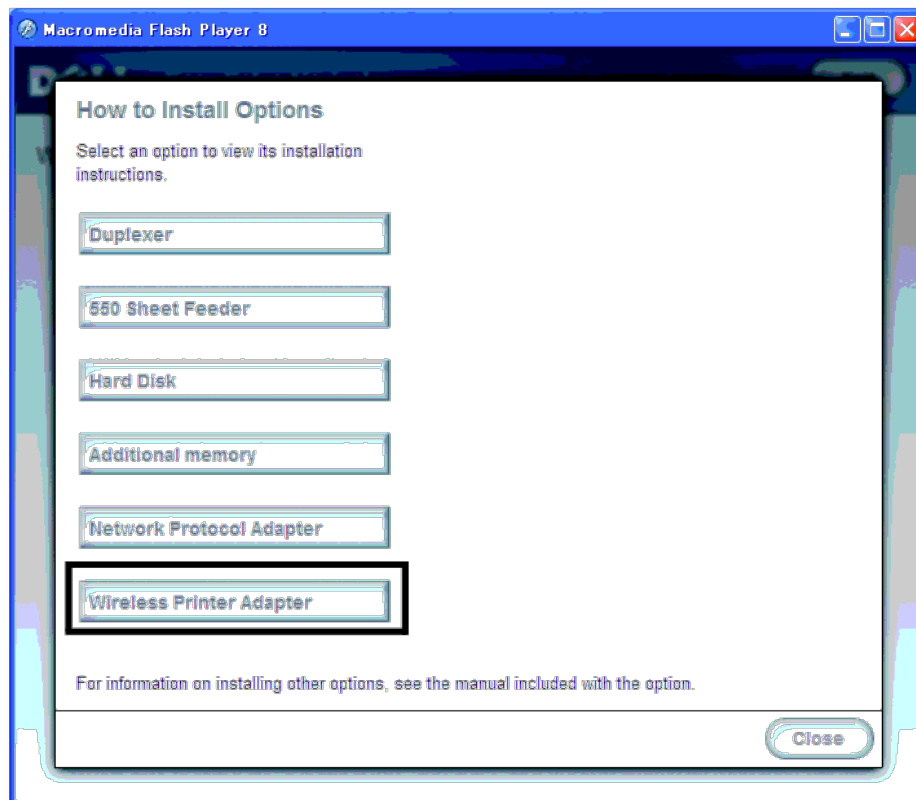 Macromedia Flash Player 8
How to Install Options
Select an option to view its installation
instructions.
Duplexer
550 Sheet Feeder
Hard Disk
Additional memory
Network Protocol Adapter
Wireless Printer Adapter
For information on installing other options, see the manual included with the option.
Close